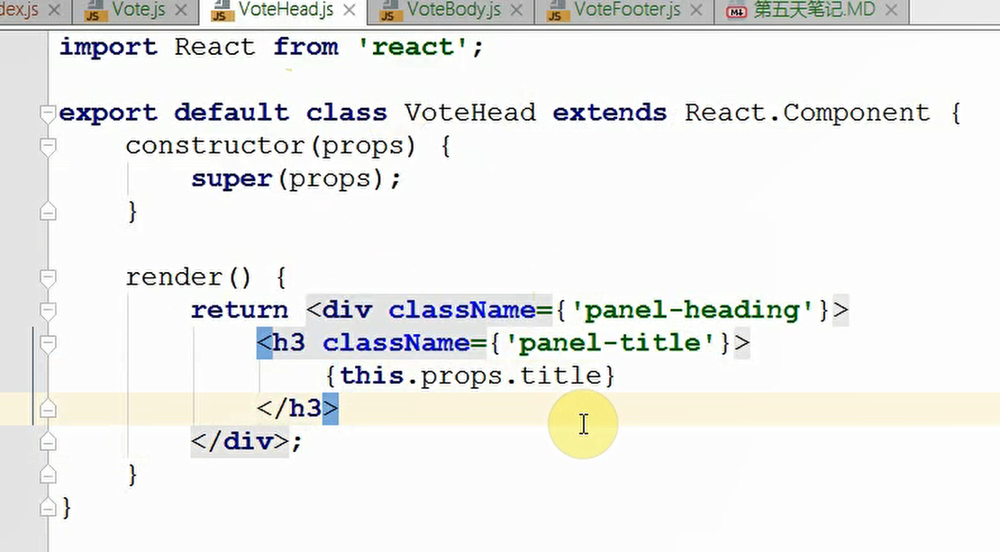 dex.js Vote.js VoteHead.js VoteBody.js VoteFooter.js 第五天笔记.MD
import React from 'react';
export default class VoteHead extends React.Component {
    constructor(props) {
        super(props);
    }
    render() {
        return <div className={'panel-heading'}>
            <h3 className={'panel-title'}>
                {this.props.title}
            </h3>
        </div>;
    }
}